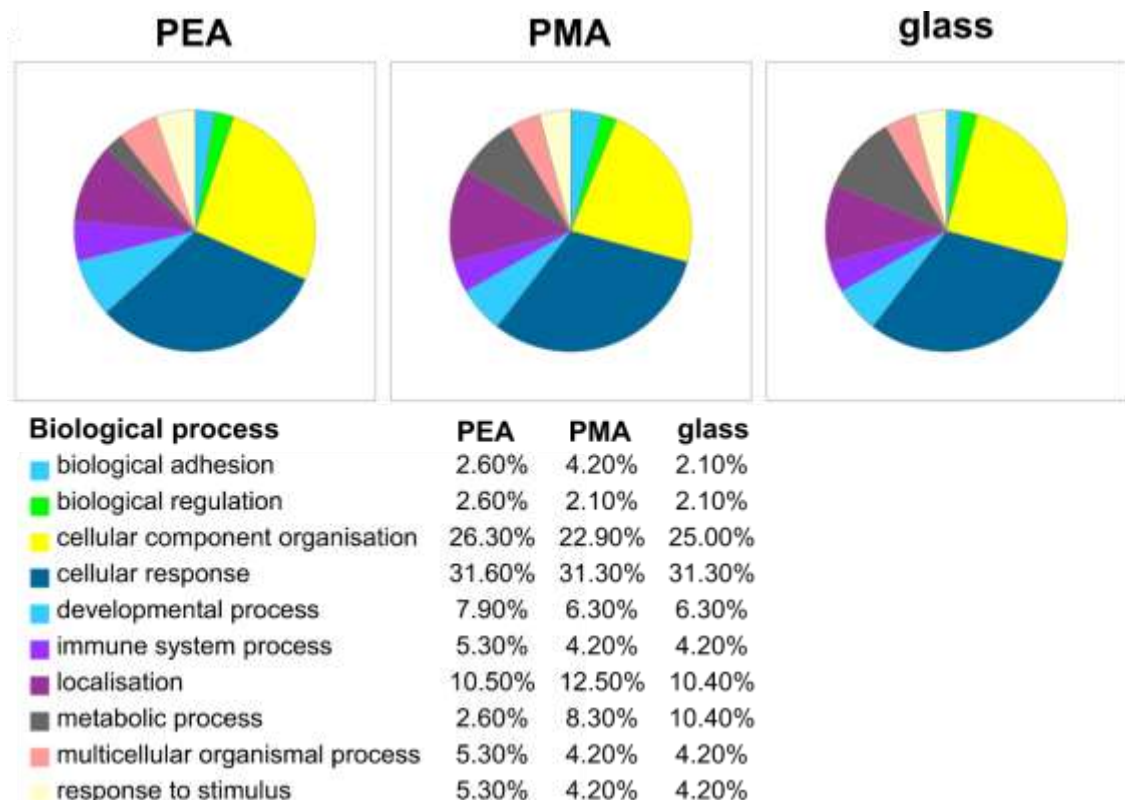 PEA PMA glass
Biological process PEA PMA glass
biological adhesion 2.60% 4.20% 2.10%
biological regulation 2.60% 2.10% 2.10%
cellular component organisation 26.30% 22.90% 25.00%
cellular response 31.60% 31.30% 31.30%
developmental process 7.90% 6.30% 6.30%
immune system process 5.30% 4.20% 4.20%
localisation 10.50% 12.50% 10.40%
metabolic process 2.60% 8.30% 10.40%
multicellular organismal process 5.30% 4.20% 4.20%
response to stimulus 5.30% 4.20% 4.20%